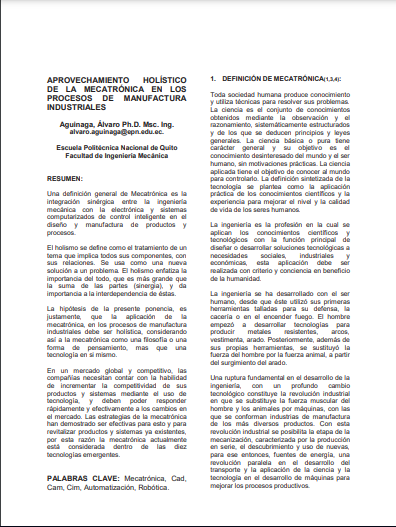 APROVECHAMIENTO HOLÍSTICO
DE LA MECATRÓNICA EN LOS
PROCESOS DE MANUFACTURA
INDUSTRIALES
Aguinaga, Álvaro Ph.D. Msc. Ing.
alvaro.aguinaga@epn.edu.ec.
Escuela Politécnica Nacional de Quito
Facultad de Ingeniería Mecánica
RESUMEN:
Una definición general de Mecatrónica es la
integración sinérgica entre la ingeniería
mecánica con la electrónica y sistemas
computarizados de control inteligente en el
diseño y manufactura de productos y
procesos.
El holismo se define como el tratamiento de un
tema que implica todos sus componentes, con
sus relaciones. Se usa como una nueva
solución a un problema. El holismo enfatiza la
importancia del todo, que es más grande que
la suma de las partes (sinergia), y da
importancia a la interdependencia de éstas.
La hipótesis de la presente ponencia, es
justamente, que la aplicación de la
mecatrónica, en los procesos de manufactura
industriales debe ser holística, considerando
así a la mecatrónica como una filosofía o una
forma de pensamiento, mas que una
tecnología en si mismo.
En un mercado global y competitivo, las
compañías necesitan contar con la habilidad
de incrementar la competitividad de sus
productos y sistemas mediante el uso de
tecnología, y deben poder responder
rápidamente y efectivamente a los cambios en
el mercado. Las estrategias de la mecatrónica
han demostrado ser efectivas para esto y para
revitalizar productos y sistemas ya existentes,
por esta razón la mecatrónica actualmente
está considerada dentro de las diez
tecnologías emergentes.
PALABRAS CLAVE: Mecatrónica, Cad,
Cam, Cim, Automatización, Robótica.
1. DEFINICIÓN DE MECATRÓNICA(1,3,4):
Toda sociedad humana produce conocimiento
y utiliza técnicas para resolver sus problemas.
La ciencia es el conjunto de conocimientos
obtenidos mediante la observación y el
razonamiento, sistemáticamente estructurados
y de los que se deducen principios y leyes
generales. La ciencia básica o pura tiene
carácter general y su objetivo es el
conocimiento desinteresado del mundo y el ser
humano, sin motivaciones prácticas. La ciencia
aplicada tiene el objetivo de conocer al mundo
para controlarlo. La definición sintetizada de la
tecnología se plantea como la aplicación
práctica de los conocimientos científicos y la
experiencia para mejorar el nivel y la calidad
de vida de los seres humanos.
La ingeniería es la profesión en la cual se
aplican los conocimientos científicos y
tecnológicos con la función principal de
diseñar o desarrollar soluciones tecnológicas a
necesidades sociales, industriales y
económicas, esta aplicación debe ser
realizada con criterio y conciencia en beneficio
de la humanidad.
La ingeniería se ha desarrollado con el ser
humano, desde que éste utilizó sus primeras
herramientas talladas para su defensa, la
cacería o en el encender fuego. El hombre
empezó a desarrollar tecnologías para
producir metales resistentes, arcos,
vestimenta, arado. Posteriormente, además de
sus propias herramientas, se sustituyó la
fuerza del hombre por la fuerza animal, a partir
del surgimiento del arado.
Una ruptura fundamental en el desarrollo de la
ingeniería, con un profundo cambio
tecnológico constituye la revolución industrial
en que se substituye la fuerza muscular del
hombre y los animales por máquinas, con las
que se conforman industrias de manufactura
de los más diversos productos. Con esta
revolución industrial se posibilita la etapa de la
mecanización, caracterizada por la producción
en serie, el descubrimiento y uso de nuevas,
para ese entonces, fuentes de energía, una
revolución paralela en el desarrollo del
transporte y la aplicación de la ciencia y la
tecnología en el desarrollo de máquinas para
mejorar los procesos productivos.